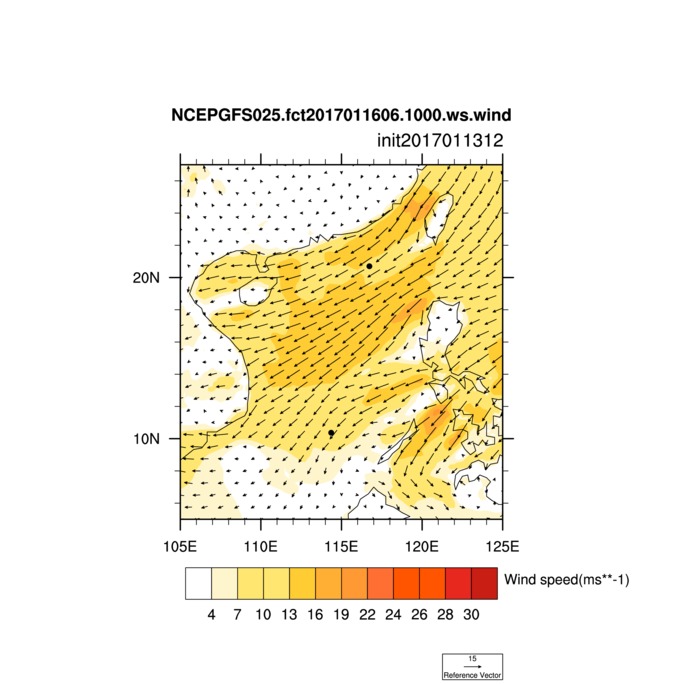 NCEPGFS025.fct2017011606.1000.ws.wind
init2017011312
20N
10N
105E 110E 115E 120E 125E
Wind speed(ms**-1)
4 7 10 13 16 19 22 24 26 28 30
15
Reference Vector